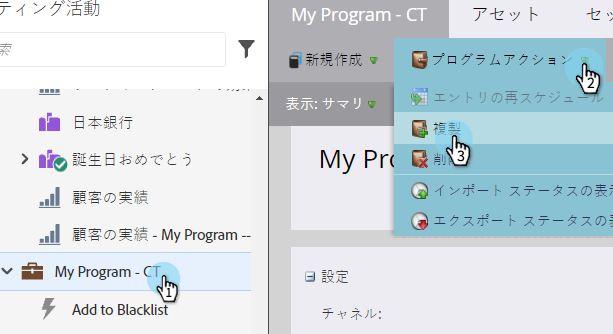 ティング活動
索
日本銀行
誕生日おめでとう
顧客の実績
顧客の実績 - My Program --
My Program - CT
1
Add to Blacklist
My Program - CT
アセット
セッ
新規作成
プログラムアクション
2
エントリの再スケジュール
表示: サマリ
複製
3
削
My Pro
インポート ステータスの表示
エクスポート ステータスの表
設定
チャネル: